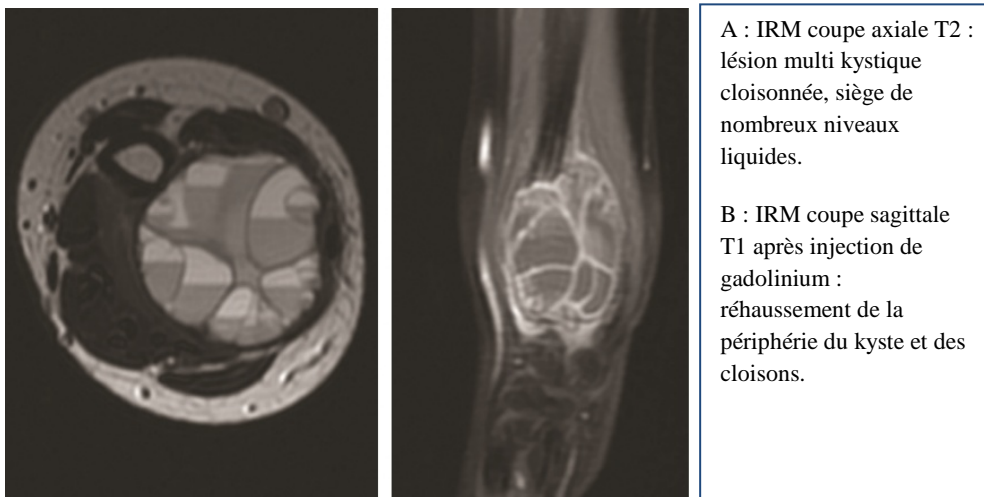 A : IRM coupe axiale T2 :
lésion multi kystique
cloisonnée, siège de
nombreux niveaux
liquides.
B : IRM coupe sagittale
T1 après injection de
gadolinium :
réhaussement de la
périphérie du kyste et des
cloisons.